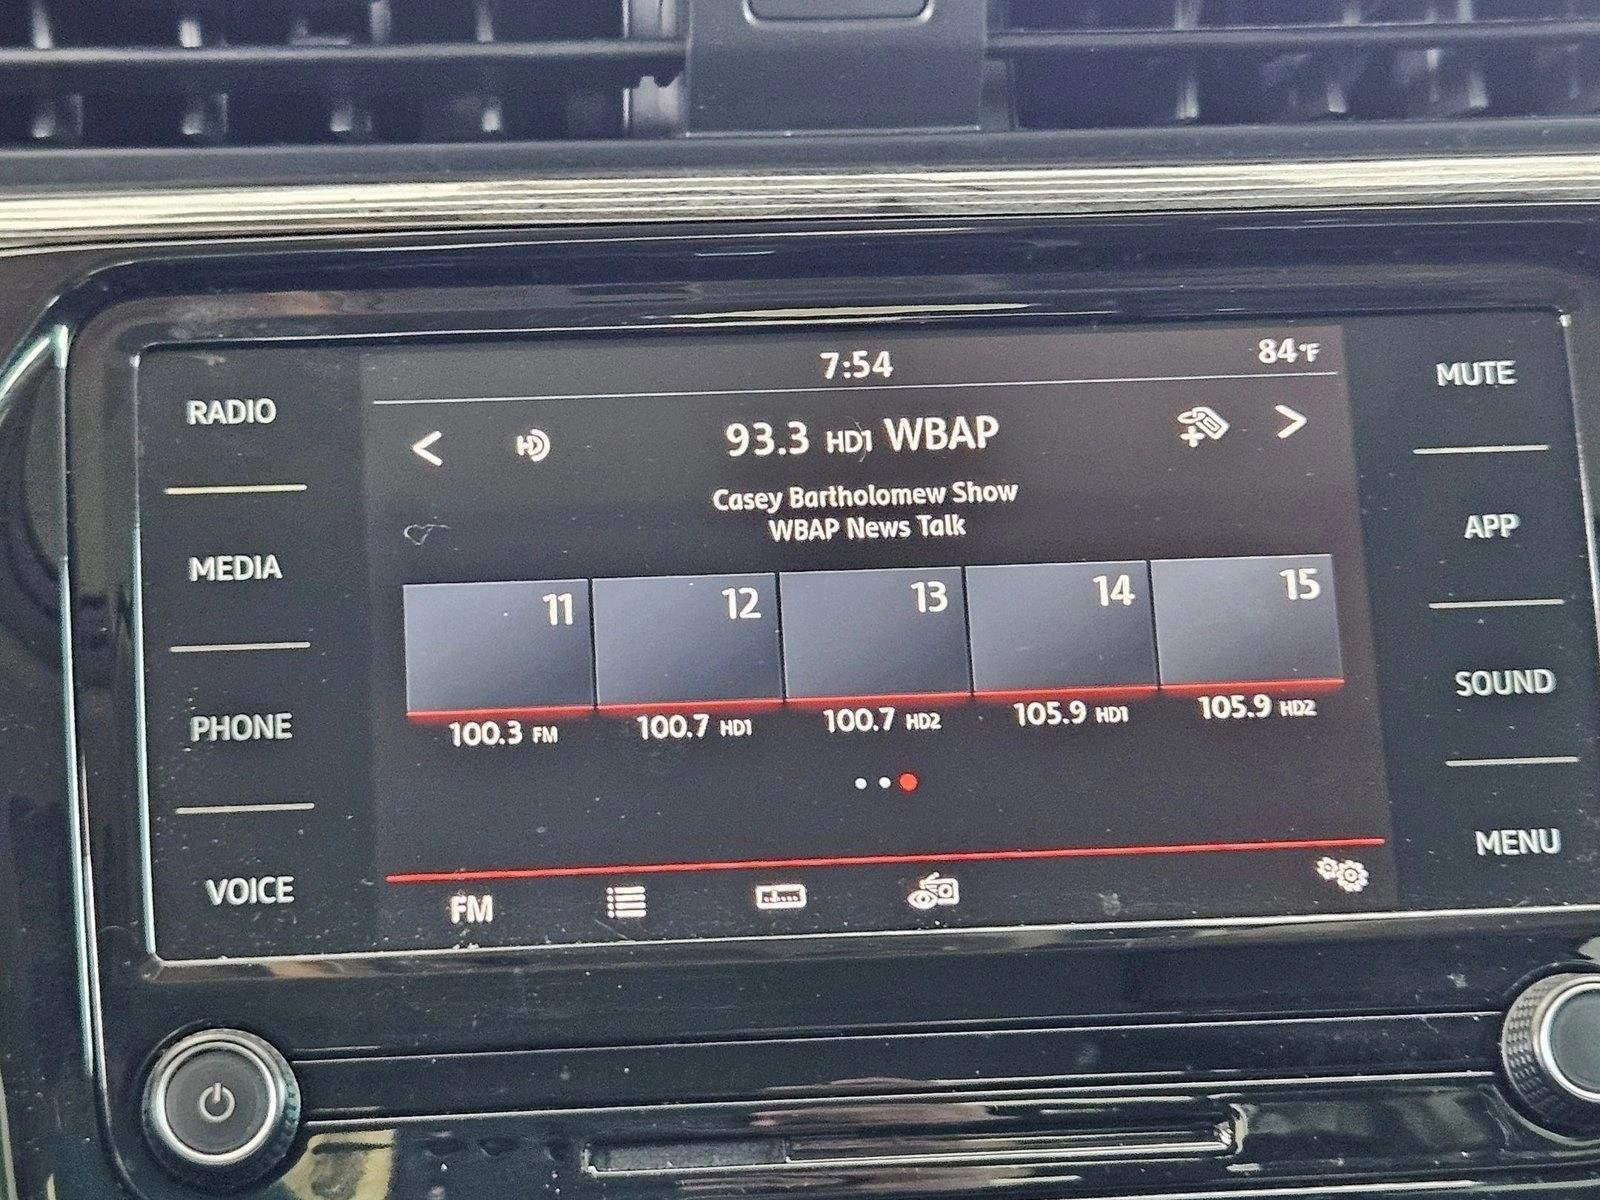 7:54
84°F
RADIO
MUTE
HD
93.3 HD1 WBAP
Casey Bartholomew Show
WBAP News Talk
MEDIA
APP
11
12
13
14
15
100.3 FM
100.7 HD1
100.7 HD2
105.9 HD1
105.9 HD2
PHONE
SOUND
VOICE
MENU
FM